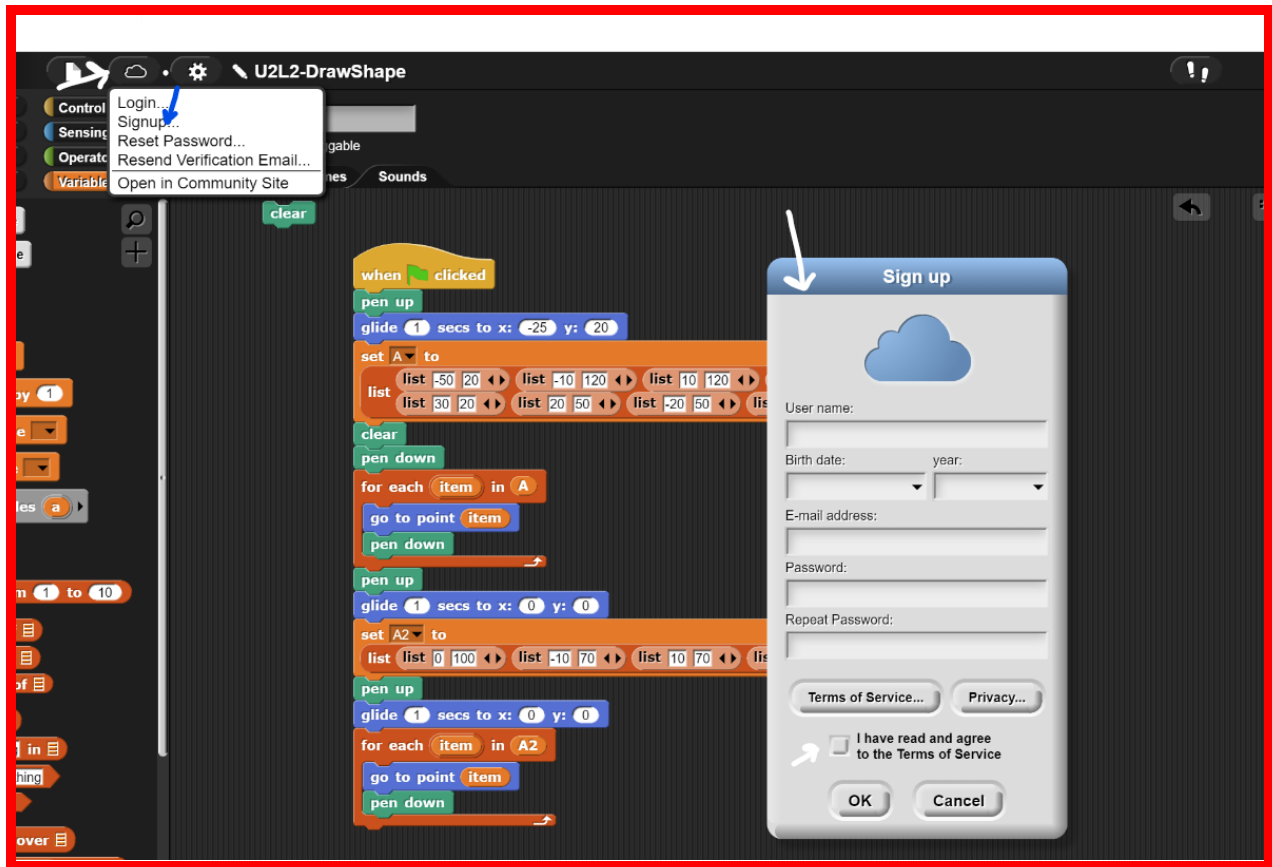 U2L2-DrawShape
Login...
Signup...
Reset Password...
Resend Verification Email...
Open in Community Site
Control
Sensing
Sounds
clear
when clicked
pen up
glide 1 secs to x: -25 y: 20
set A to
list list -50 20 list -10 120 list 10 120
list 30 20 list 20 50 list -20 50
clear
pen down
for each item in A
go to point item
pen down
pen up
glide 1 secs to x: 0 y: 0
set A2 to
list list 0 100 list -10 70 list 10 70
pen up
glide 1 secs to x: 0 y: 0
for each item in A2
go to point item
pen down
by 1
a
1 to 10
of
in
over
Sign up
User name:
Birth date: year:
E-mail address:
Password:
Repeat Password:
Terms of Service... Privacy...
I have read and agree
to the Terms of Service
OK Cancel